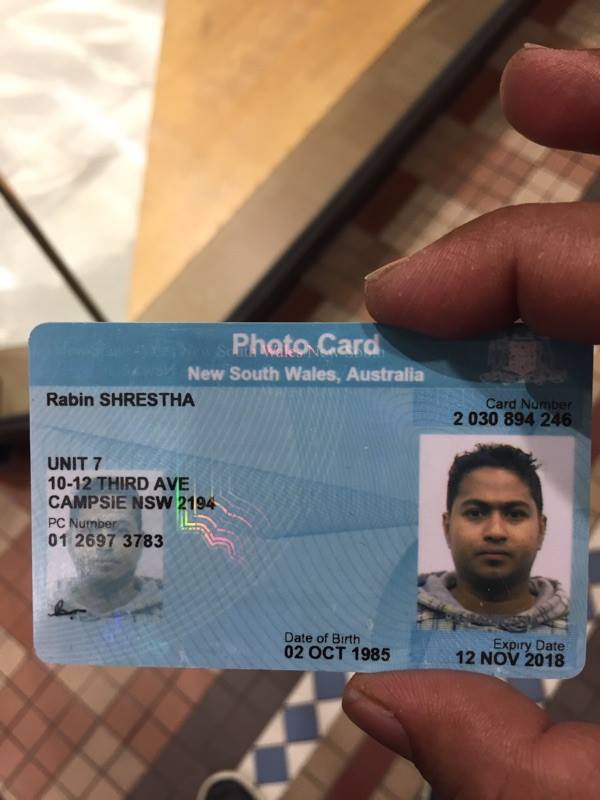 Photo Card
New South Wales, Australia
Rabin SHRESTHA
Card Number
2 030 894 246
UNIT 7
10-12 THIRD AVE
CAMPSIE NSW 2194
PC Number
01 2697 3783
Date of Birth
02 OCT 1985
Expiry Date
12 NOV 2018